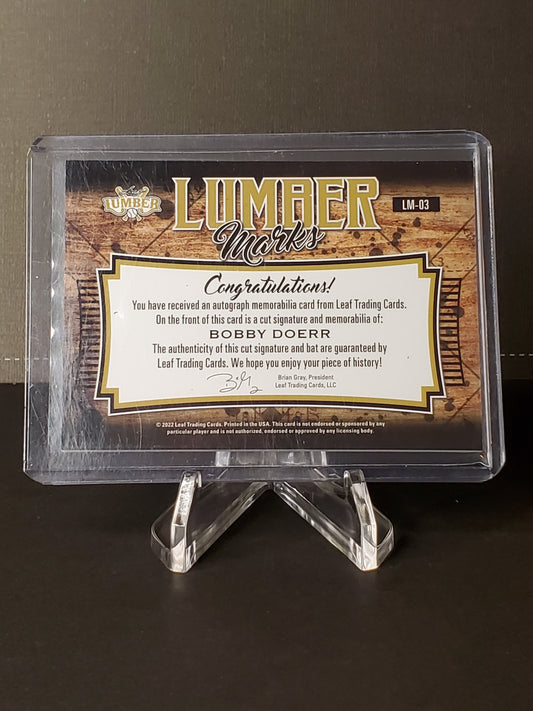 LUMBER
LUMBER
Marks
LM-03
Congratulations!
You have received an autograph memorabilia card from Leaf Trading Cards.
On the front of this card is a cut signature and memorabilia of:
BOBBY DOERR
The authenticity of this cut signature and bat are guaranteed by
Leaf Trading Cards. We hope you enjoy your piece of history!
Brian Gray, President
Leaf Trading Cards, LLC
© 2022 Leaf Trading Cards. Printed in the USA. This card is not endorsed or sponsored by any
particular player and is not authorized, endorsed or approved by any licensing body.